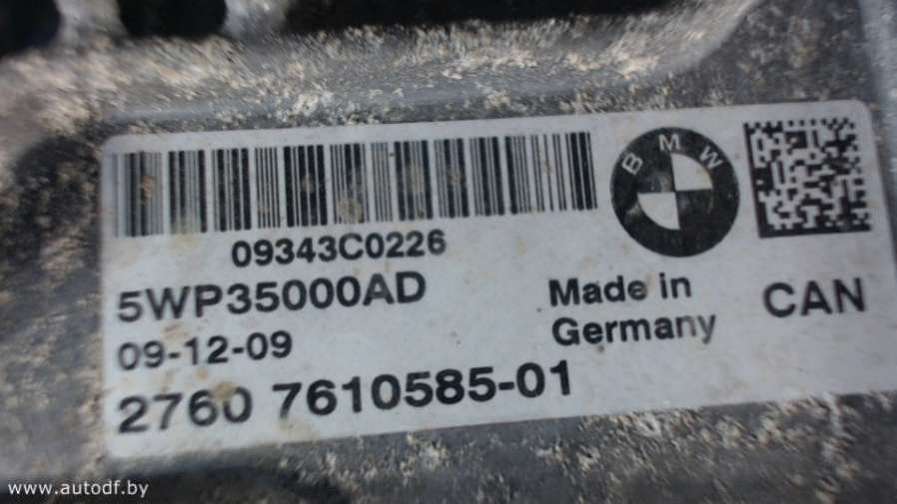 BMW
09343C0226
5WP35000AD
09-12-09
2760 7610585-01
Made in
Germany
CAN
www.autodf.by